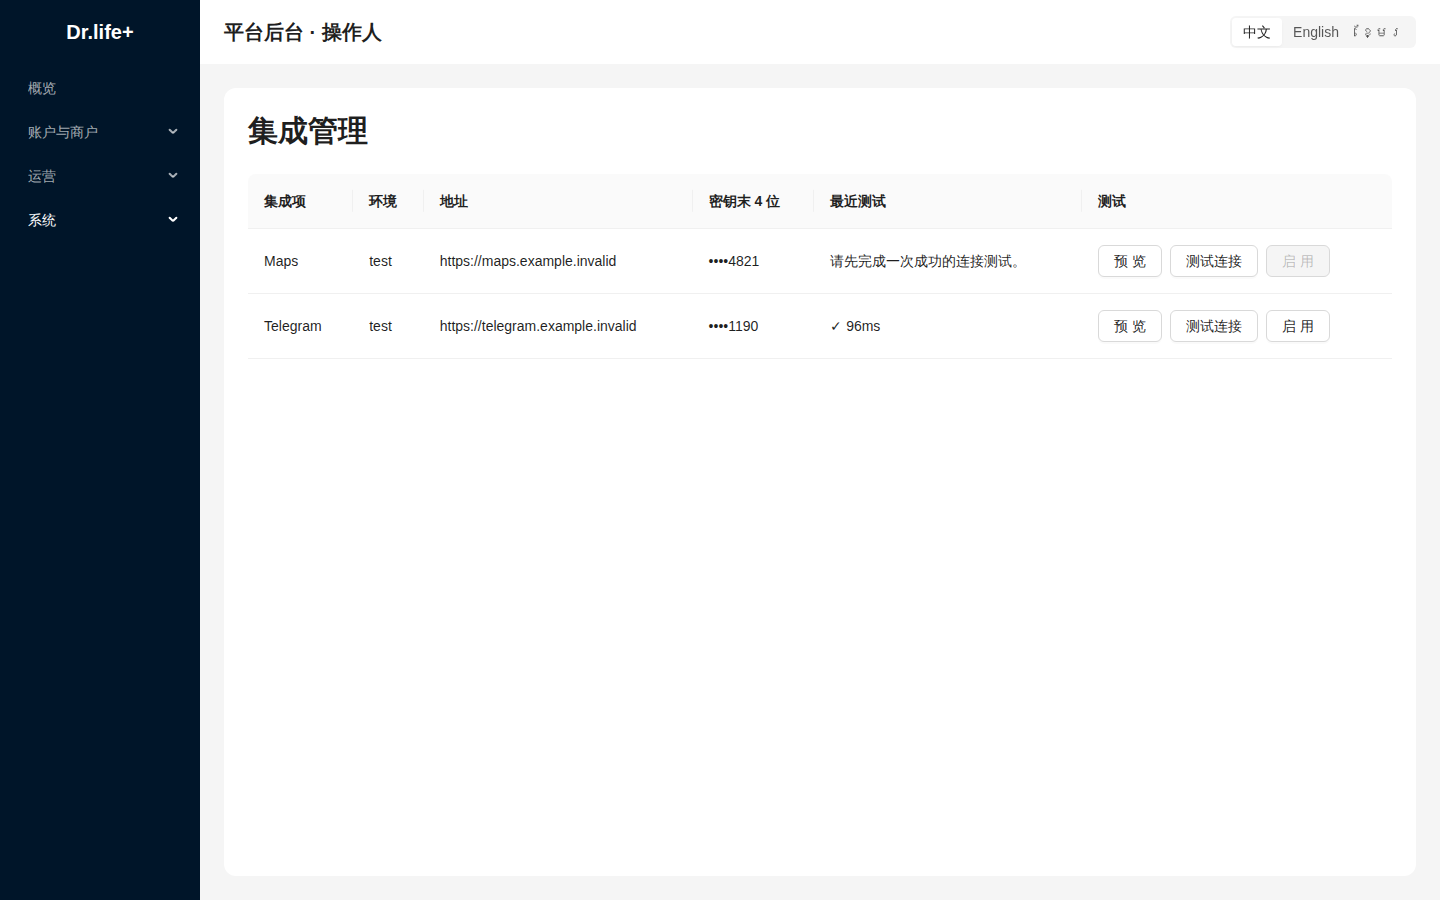 Dr.life+
平台后台 · 操作人
中文 English ខ្មែរ
概览
账户与商户
运营
系统
集成管理
集成项 环境 地址 密钥末 4 位 最近测试 测试
Maps test https://maps.example.invalid ••••4821 请先完成一次成功的连接测试。 预 览 测试连接 启 用
Telegram test https://telegram.example.invalid ••••1190 ✓ 96ms 预 览 测试连接 启 用